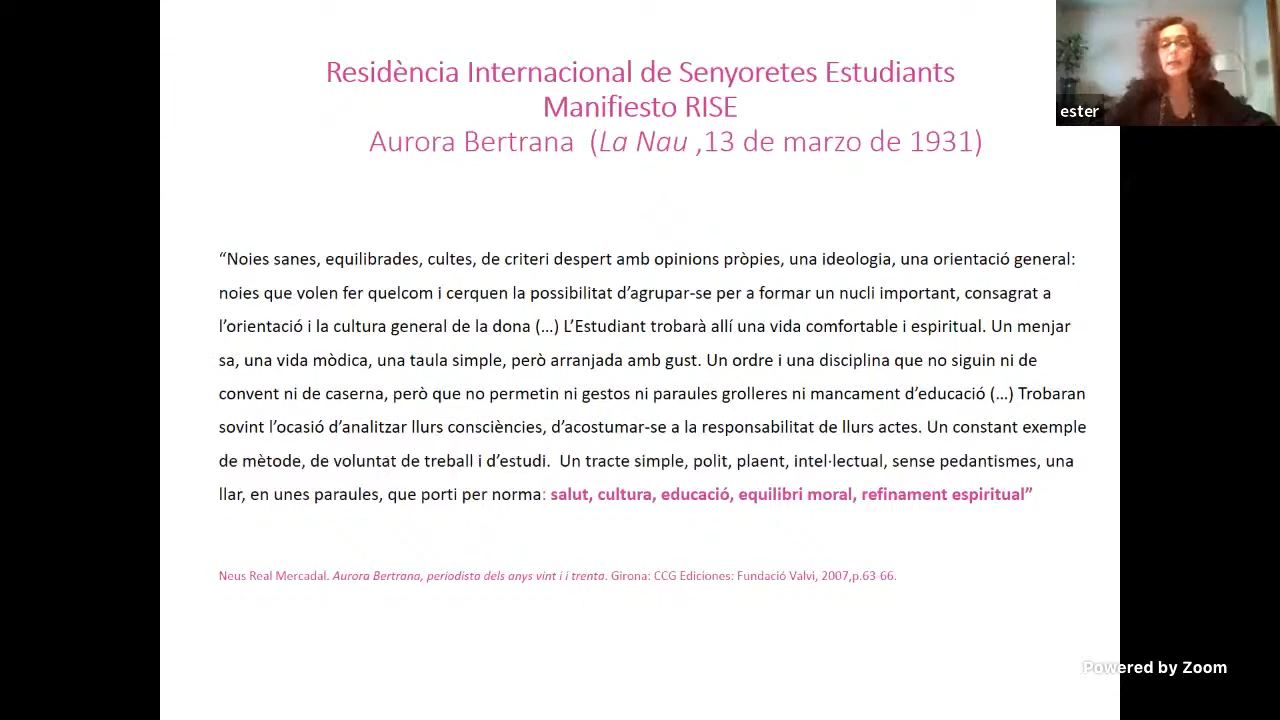 Residència Internacional de Senyoretes Estudiants
Manifiesto RISE
Aurora Bertrana (La Nau ,13 de marzo de 1931)
ester
“Noies sanes, equilibrades, cultes, de criteri despert amb opinions pròpies, una ideologia, una orientació general:
noies que volen fer quelcom i cerquen la possibilitat d’agrupar-se per a formar un nucli important, consagrat a
l’orientació i la cultura general de la dona (...) L’Estudiant trobarà allí una vida comfortable i espiritual. Un menjar
sa, una vida mòdica, una taula simple, però arranjada amb gust. Un ordre i una disciplina que no siguin ni de
convent ni de caserna, però que no permetin ni gestos ni paraules grolleres ni mancament d’educació (...) Trobaran
sovint l’ocasió d’analitzar llurs consciències, d’acostumar-se a la responsabilitat de llurs actes. Un constant exemple
de mètode, de voluntat de treball i d’estudi. Un tracte simple, polit, plaent, intel·lectual, sense pedantismes, una
llar, en unes paraules, que porti per norma: salut, cultura, educació, equilibri moral, refinament espiritual”
Neus Real Mercadal. Aurora Bertrana, periodista dels anys vint i i trenta. Girona: CCG Ediciones: Fundació Valvi, 2007,p.63-66.
Powered by Zoom